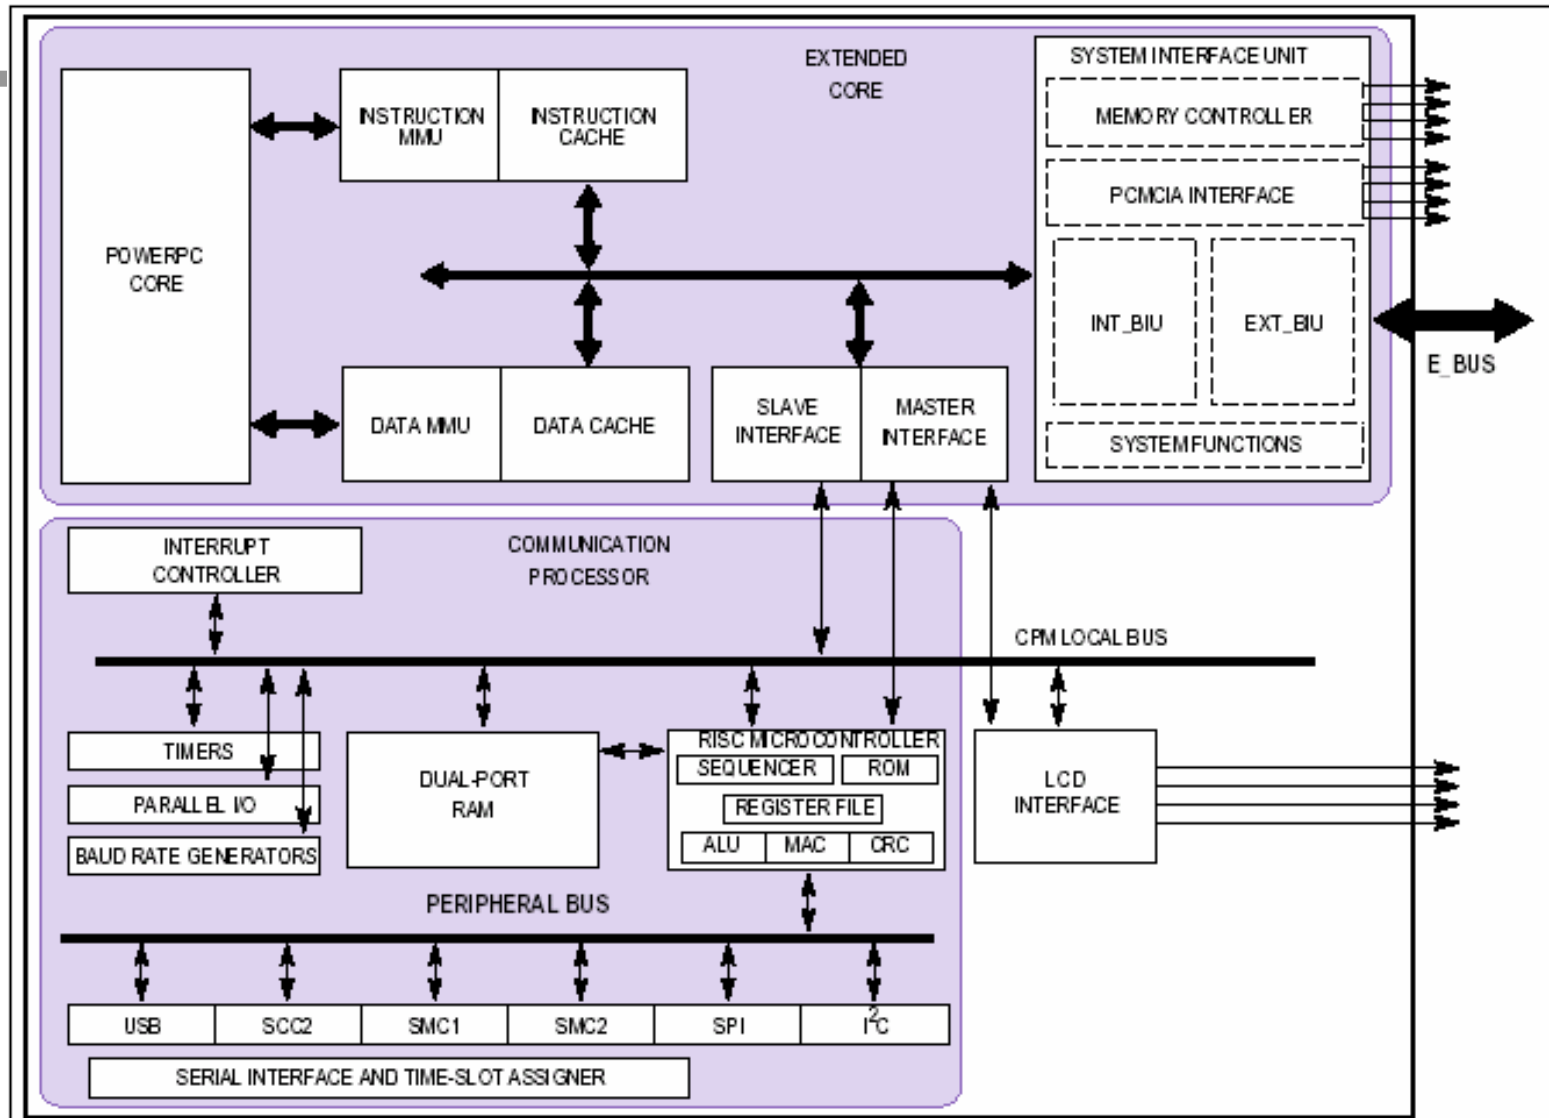 EXTENDED
CORE
SYSTEM INTERFACE UNIT
MEMORY CONTROLLER
PCMCIA INTERFACE
INT_BIU
EXT_BIU
SYSTEM FUNCTIONS
E_BUS
INSTRUCTION
MMU
INSTRUCTION
CACHE
POWERPC
CORE
DATA MMU
DATA CACHE
SLAVE
INTERFACE
MASTER
INTERFACE
INTERRUPT
CONTROLLER
COMMUNICATION
PROCESSOR
CPM LOCAL BUS
TIMERS
PARALLEL I/O
BAUD RATE GENERATORS
DUAL-PORT
RAM
RISC MICROCONTROLLER
SEQUENCER
ROM
REGISTER FILE
ALU
MAC
CRC
LCD
INTERFACE
PERIPHERAL BUS
USB
SCC2
SMC1
SMC2
SPI
I²C
SERIAL INTERFACE AND TIME-SLOT ASSIGNER